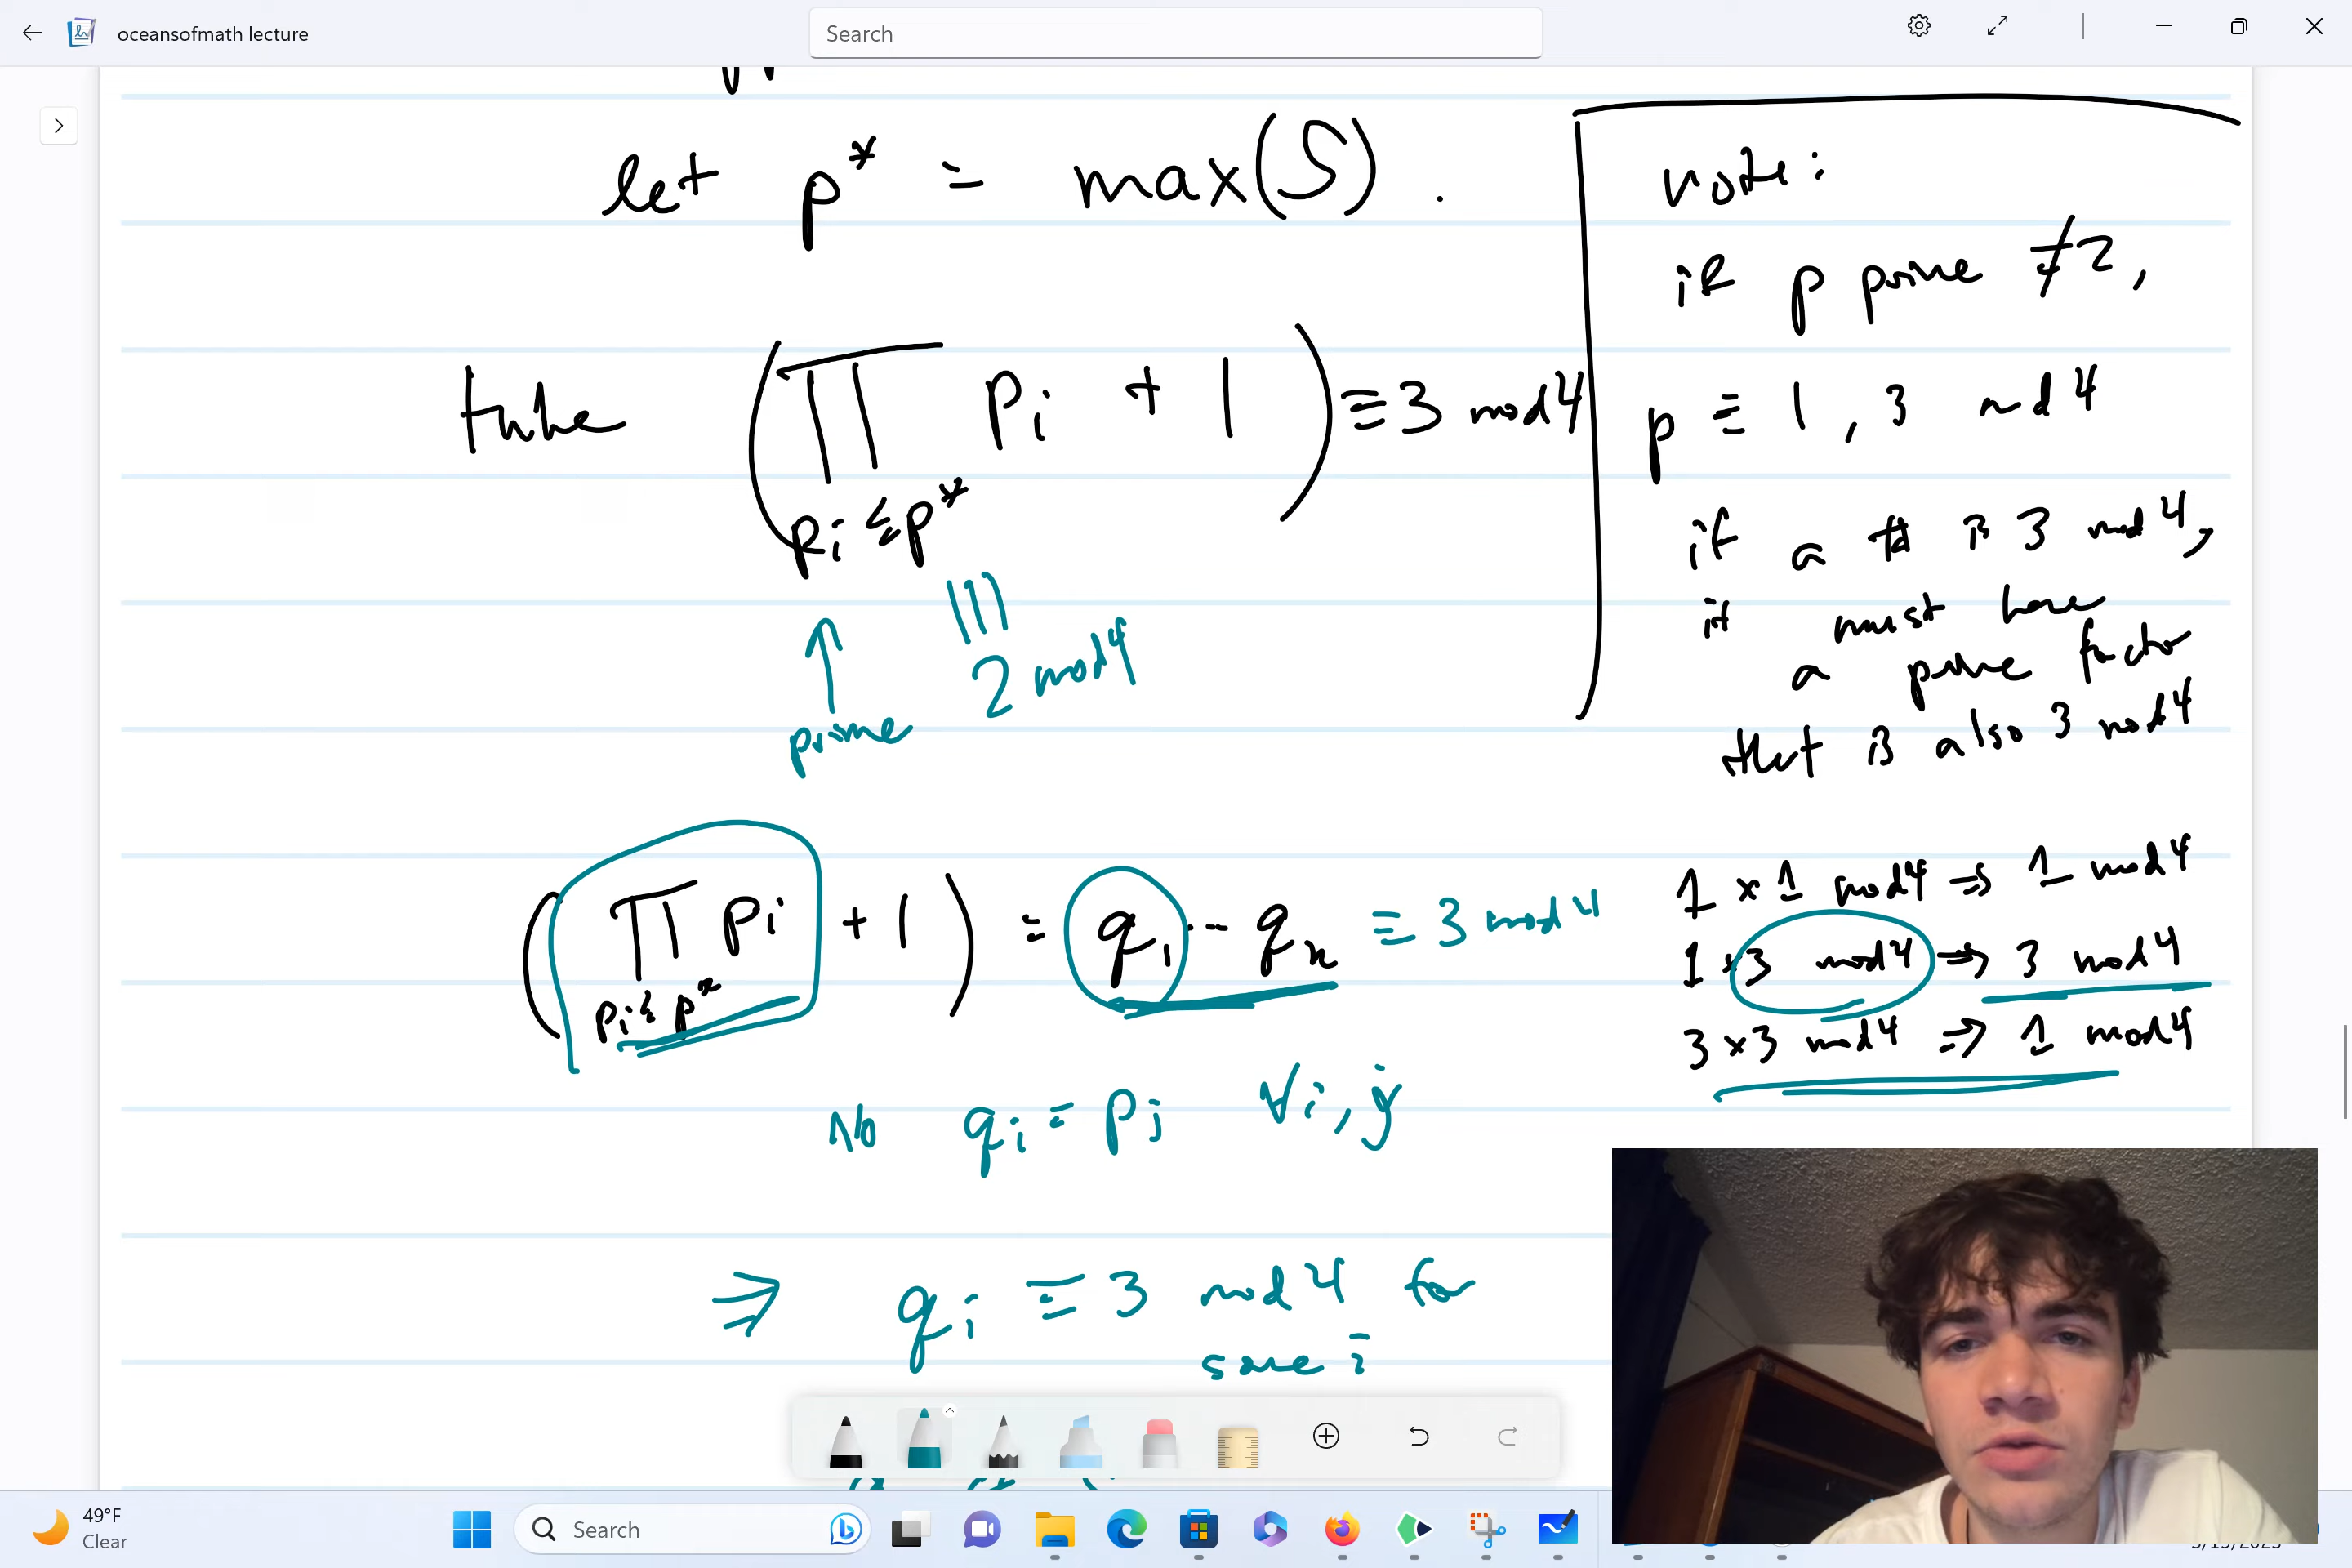 oceansofmath lecture
Search
let p* = max(S).
take (∏ pi + 1) ≡ 3 mod 4
pi ≤ p*
↑ ≡
2 mod 4
prime
note:
if p prime ≠ 2,
p ≡ 1, 3 mod 4
if a # is 3 mod 4,
it must have
a prime factor
that is also 3 mod 4
(∏ pi + 1) = q1 ... qn ≡ 3 mod 4
pi ≤ p*
1 × 1 mod 4 ⇒ 1 mod 4
1 × 3 mod 4 ⇒ 3 mod 4
3 × 3 mod 4 ⇒ 1 mod 4
No qi = pj ∀i, j
⇒ qi ≡ 3 mod 4 for
some i
49°F
Clear
Search